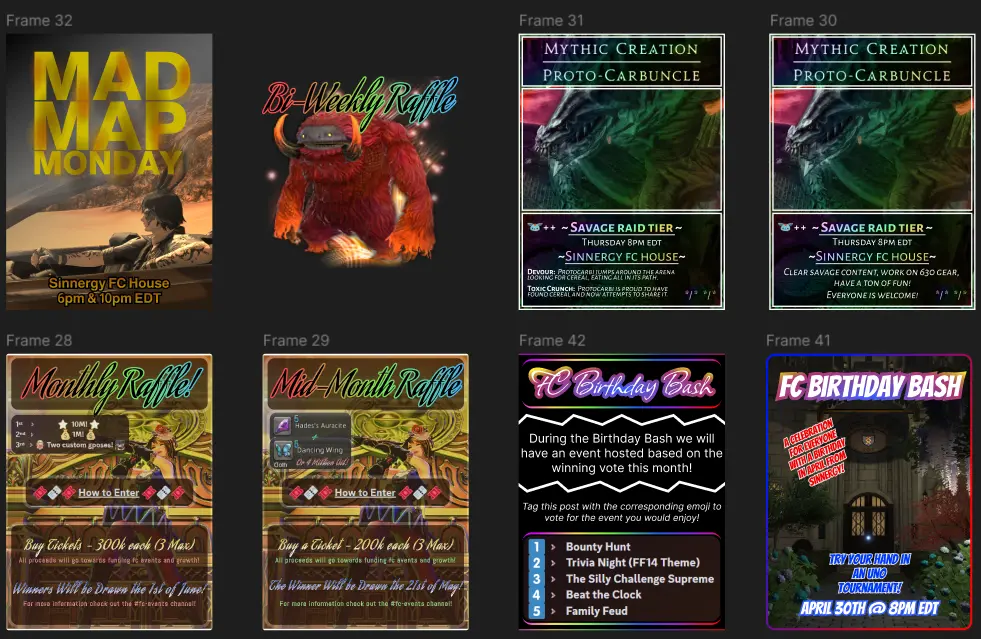 Frame 32
MAD
MAP
MONDAY
Sinnergy FC House
6pm & 10pm EDT
Bi-Weekly Raffle
Frame 31
MYTHIC CREATION
PROTO-CARBUNCLE
++ ~SAVAGE RAID TIER~
THURSDAY 8PM EDT
~SINNERGY FC HOUSE~
DEVOUR: PROTOCARBI JUMPS AROUND THE ARENA
LOOKING FOR CEREAL, EATING ALL IN ITS PATH.
TOXIC CRUNCH: PROTOCARBI IS PROUD TO HAVE
FOUND CEREAL AND NOW ATTEMPTS TO SHARE IT.
Frame 30
MYTHIC CREATION
PROTO-CARBUNCLE
++ ~SAVAGE RAID TIER~
THURSDAY 8PM EDT
~SINNERGY FC HOUSE~
CLEAR SAVAGE CONTENT, WORK ON 630 GEAR,
HAVE A TON OF FUN!
EVERYONE IS WELCOME!
Frame 28
Monthly Raffle!
1st > 10M!
2nd > 1M!
3rd > Two custom gposes!
How to Enter
Buy Tickets - 300k each (3 Max)
All proceeds will go towards funding FC events and growth!
Winners Will be Drawn the 1st of June!
For more information check out the #fc-events channel!
Frame 29
Mid-Month Raffle
5
Hades's Auracite
+
5
Dancing Wing
Cloth
Or 4 Million Gil!
How to Enter
Buy a Ticket - 200k each (3 Max)
All proceeds will go towards funding FC events and growth!
The Winner Will be Drawn the 21st of May!
For more information check out the #fc-events channel!
Frame 42
FC Birthday Bash
During the Birthday Bash we will
have an event hosted based on the
winning vote this month!
Tag this post with the corresponding emoji to
vote for the event you would enjoy!
1 > Bounty Hunt
2 > Trivia Night (FF14 Theme)
3 > The Silly Challenge Supreme
4 > Beat the Clock
5 > Family Feud
Frame 41
FC BIRTHDAY BASH
A CELEBRATION
FOR EVERYONE
WITH A BIRTHDAY
IN APRIL FROM
SINNERGY!
TRY YOUR HAND IN
AN UNO
TOURNAMENT!
APRIL 30TH @ 8PM EDT